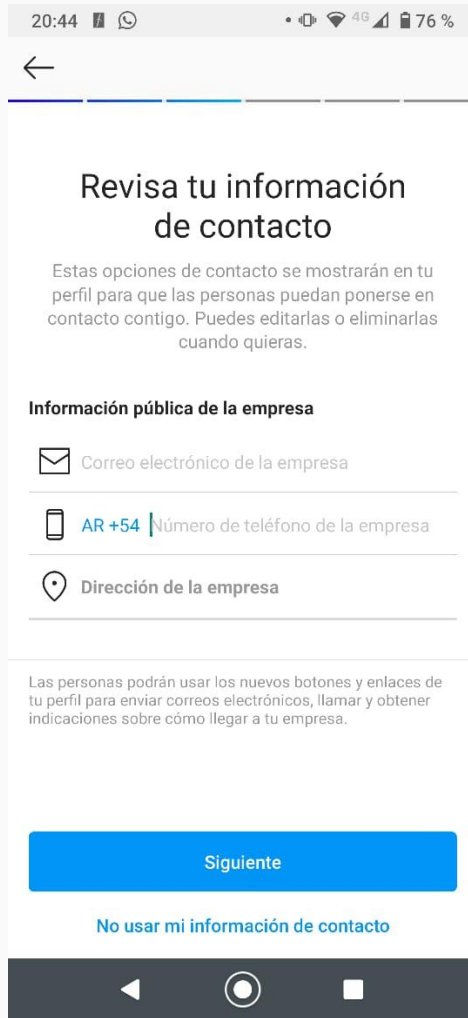 20:44
4G
76 %
Revisa tu información
de contacto
Estas opciones de contacto se mostrarán en tu
perfil para que las personas puedan ponerse en
contacto contigo. Puedes editarlas o eliminarlas
cuando quieras.
Información pública de la empresa
Correo electrónico de la empresa
AR +54 Número de teléfono de la empresa
Dirección de la empresa
Las personas podrán usar los nuevos botones y enlaces de
tu perfil para enviar correos electrónicos, llamar y obtener
indicaciones sobre cómo llegar a tu empresa.
Siguiente
No usar mi información de contacto